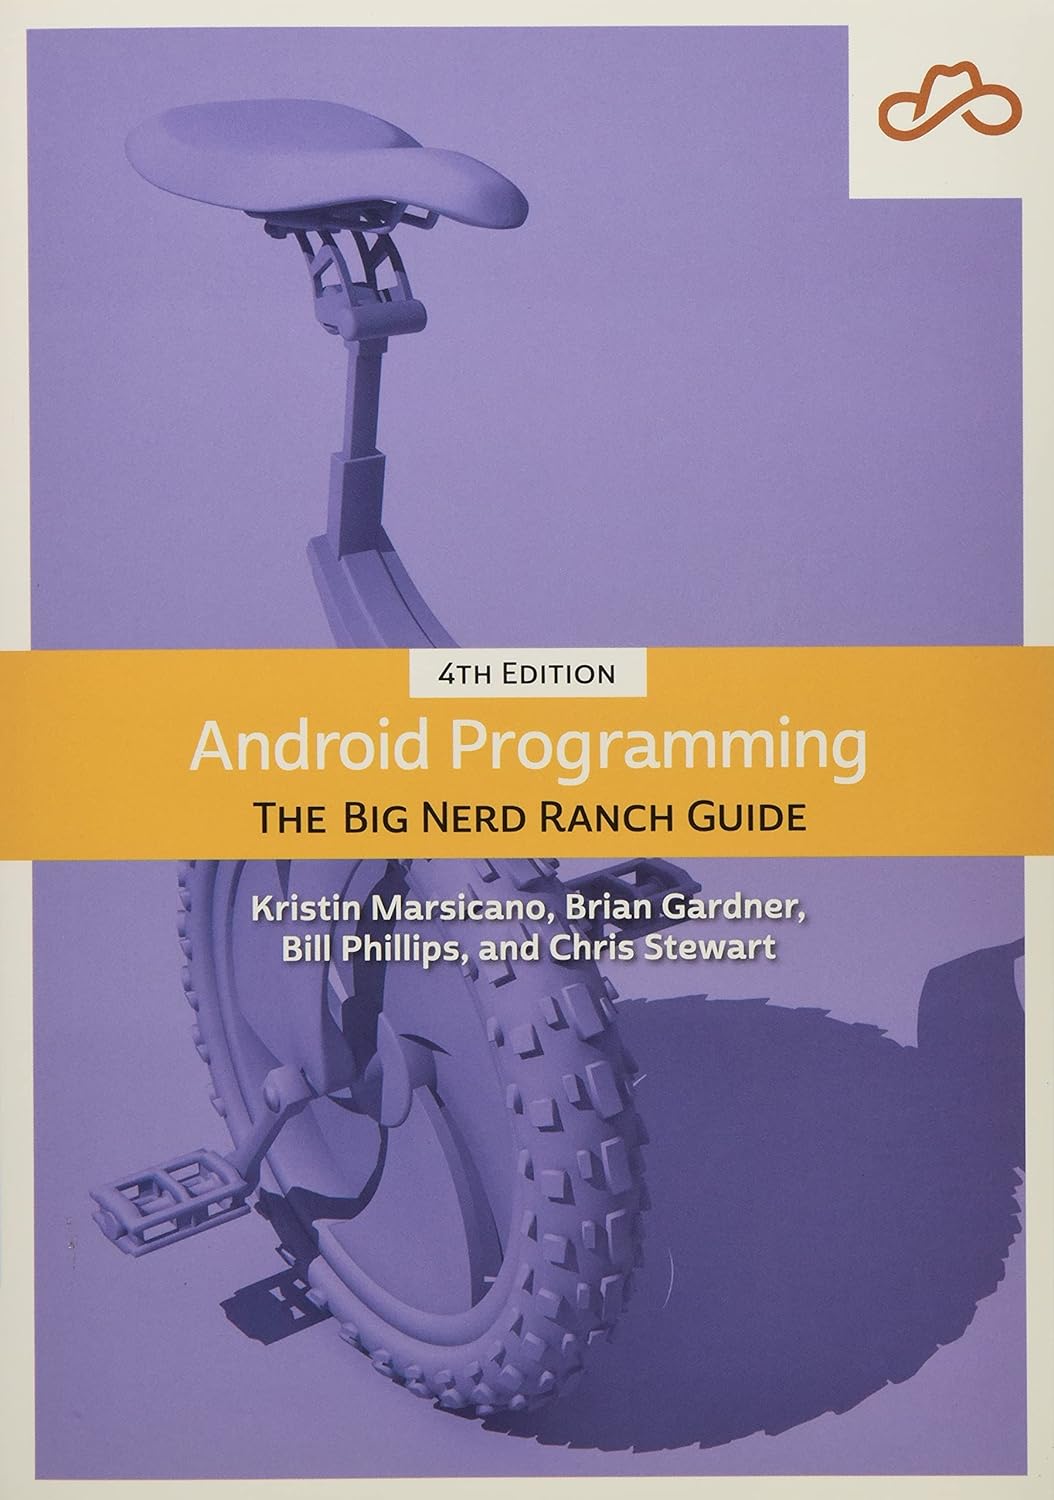 4TH EDITION
Android Programming
THE BIG NERD RANCH GUIDE
Kristin Marsicano, Brian Gardner,
Bill Phillips, and Chris Stewart